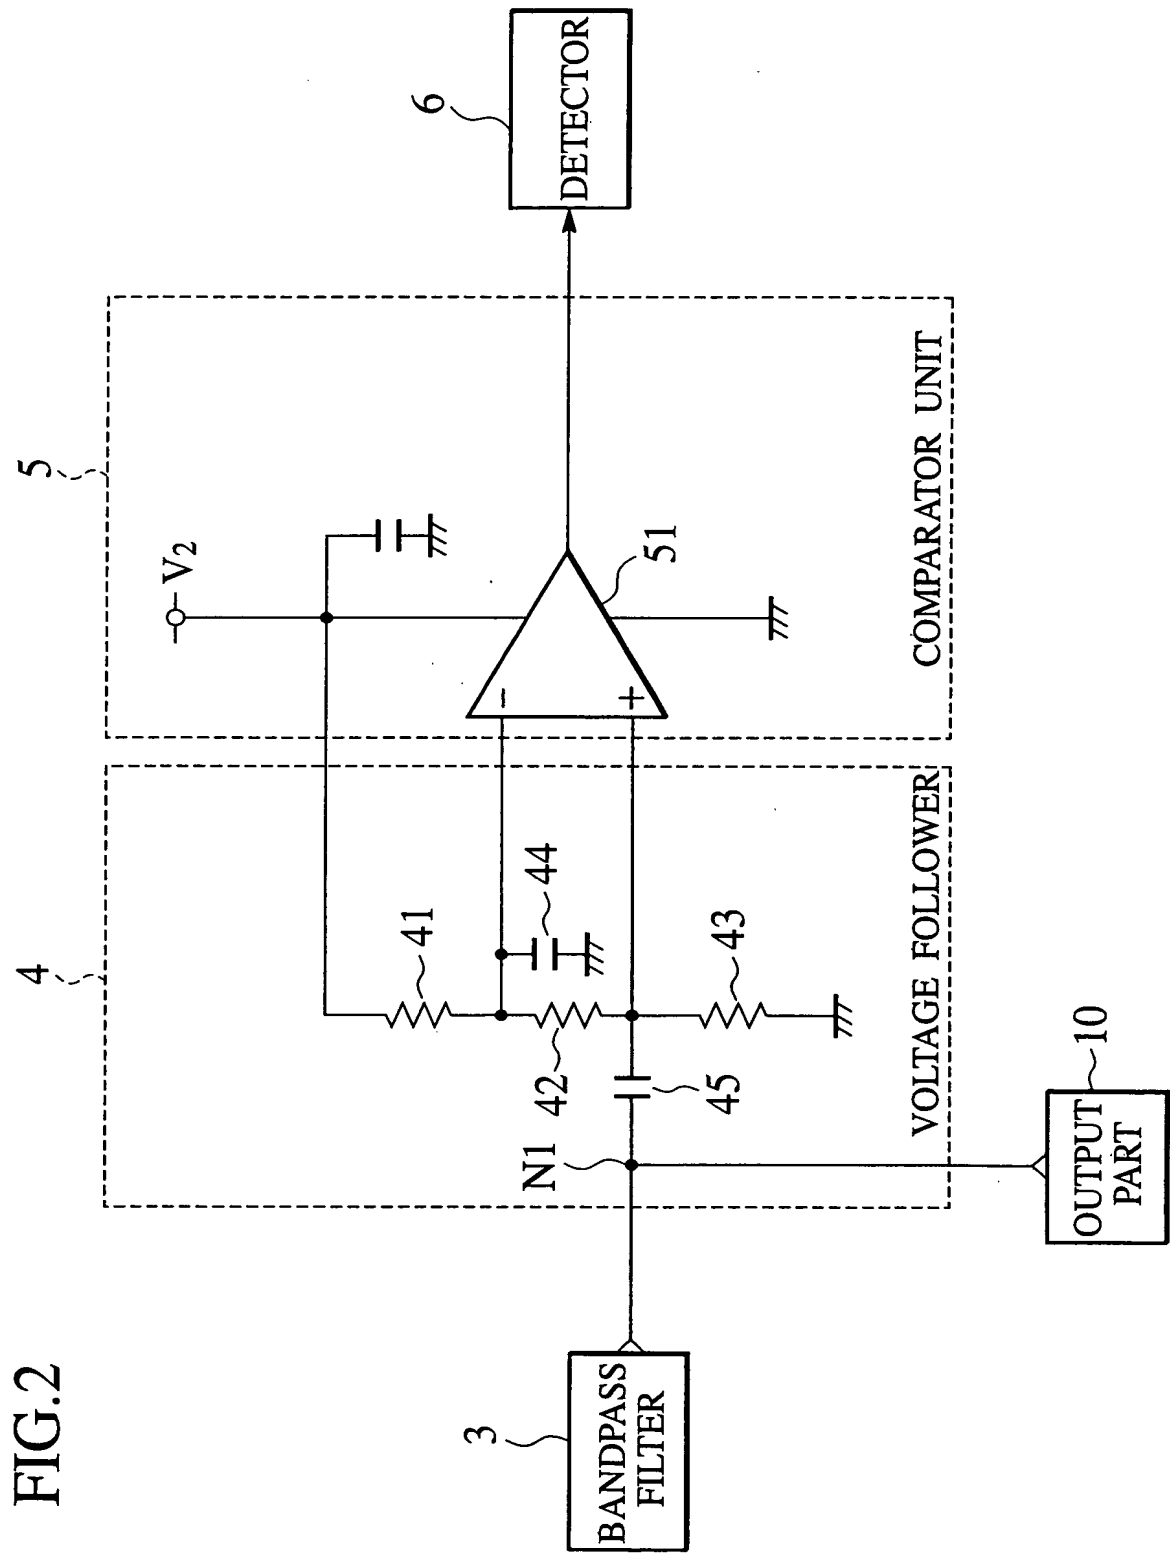 FIG.2
4
5
V2
6
DETECTOR
41
44
42
43
45
N1
3
BANDPASS
FILTER
−
+
51
VOLTAGE FOLLOWER
COMPARATOR UNIT
10
OUTPUT
PART